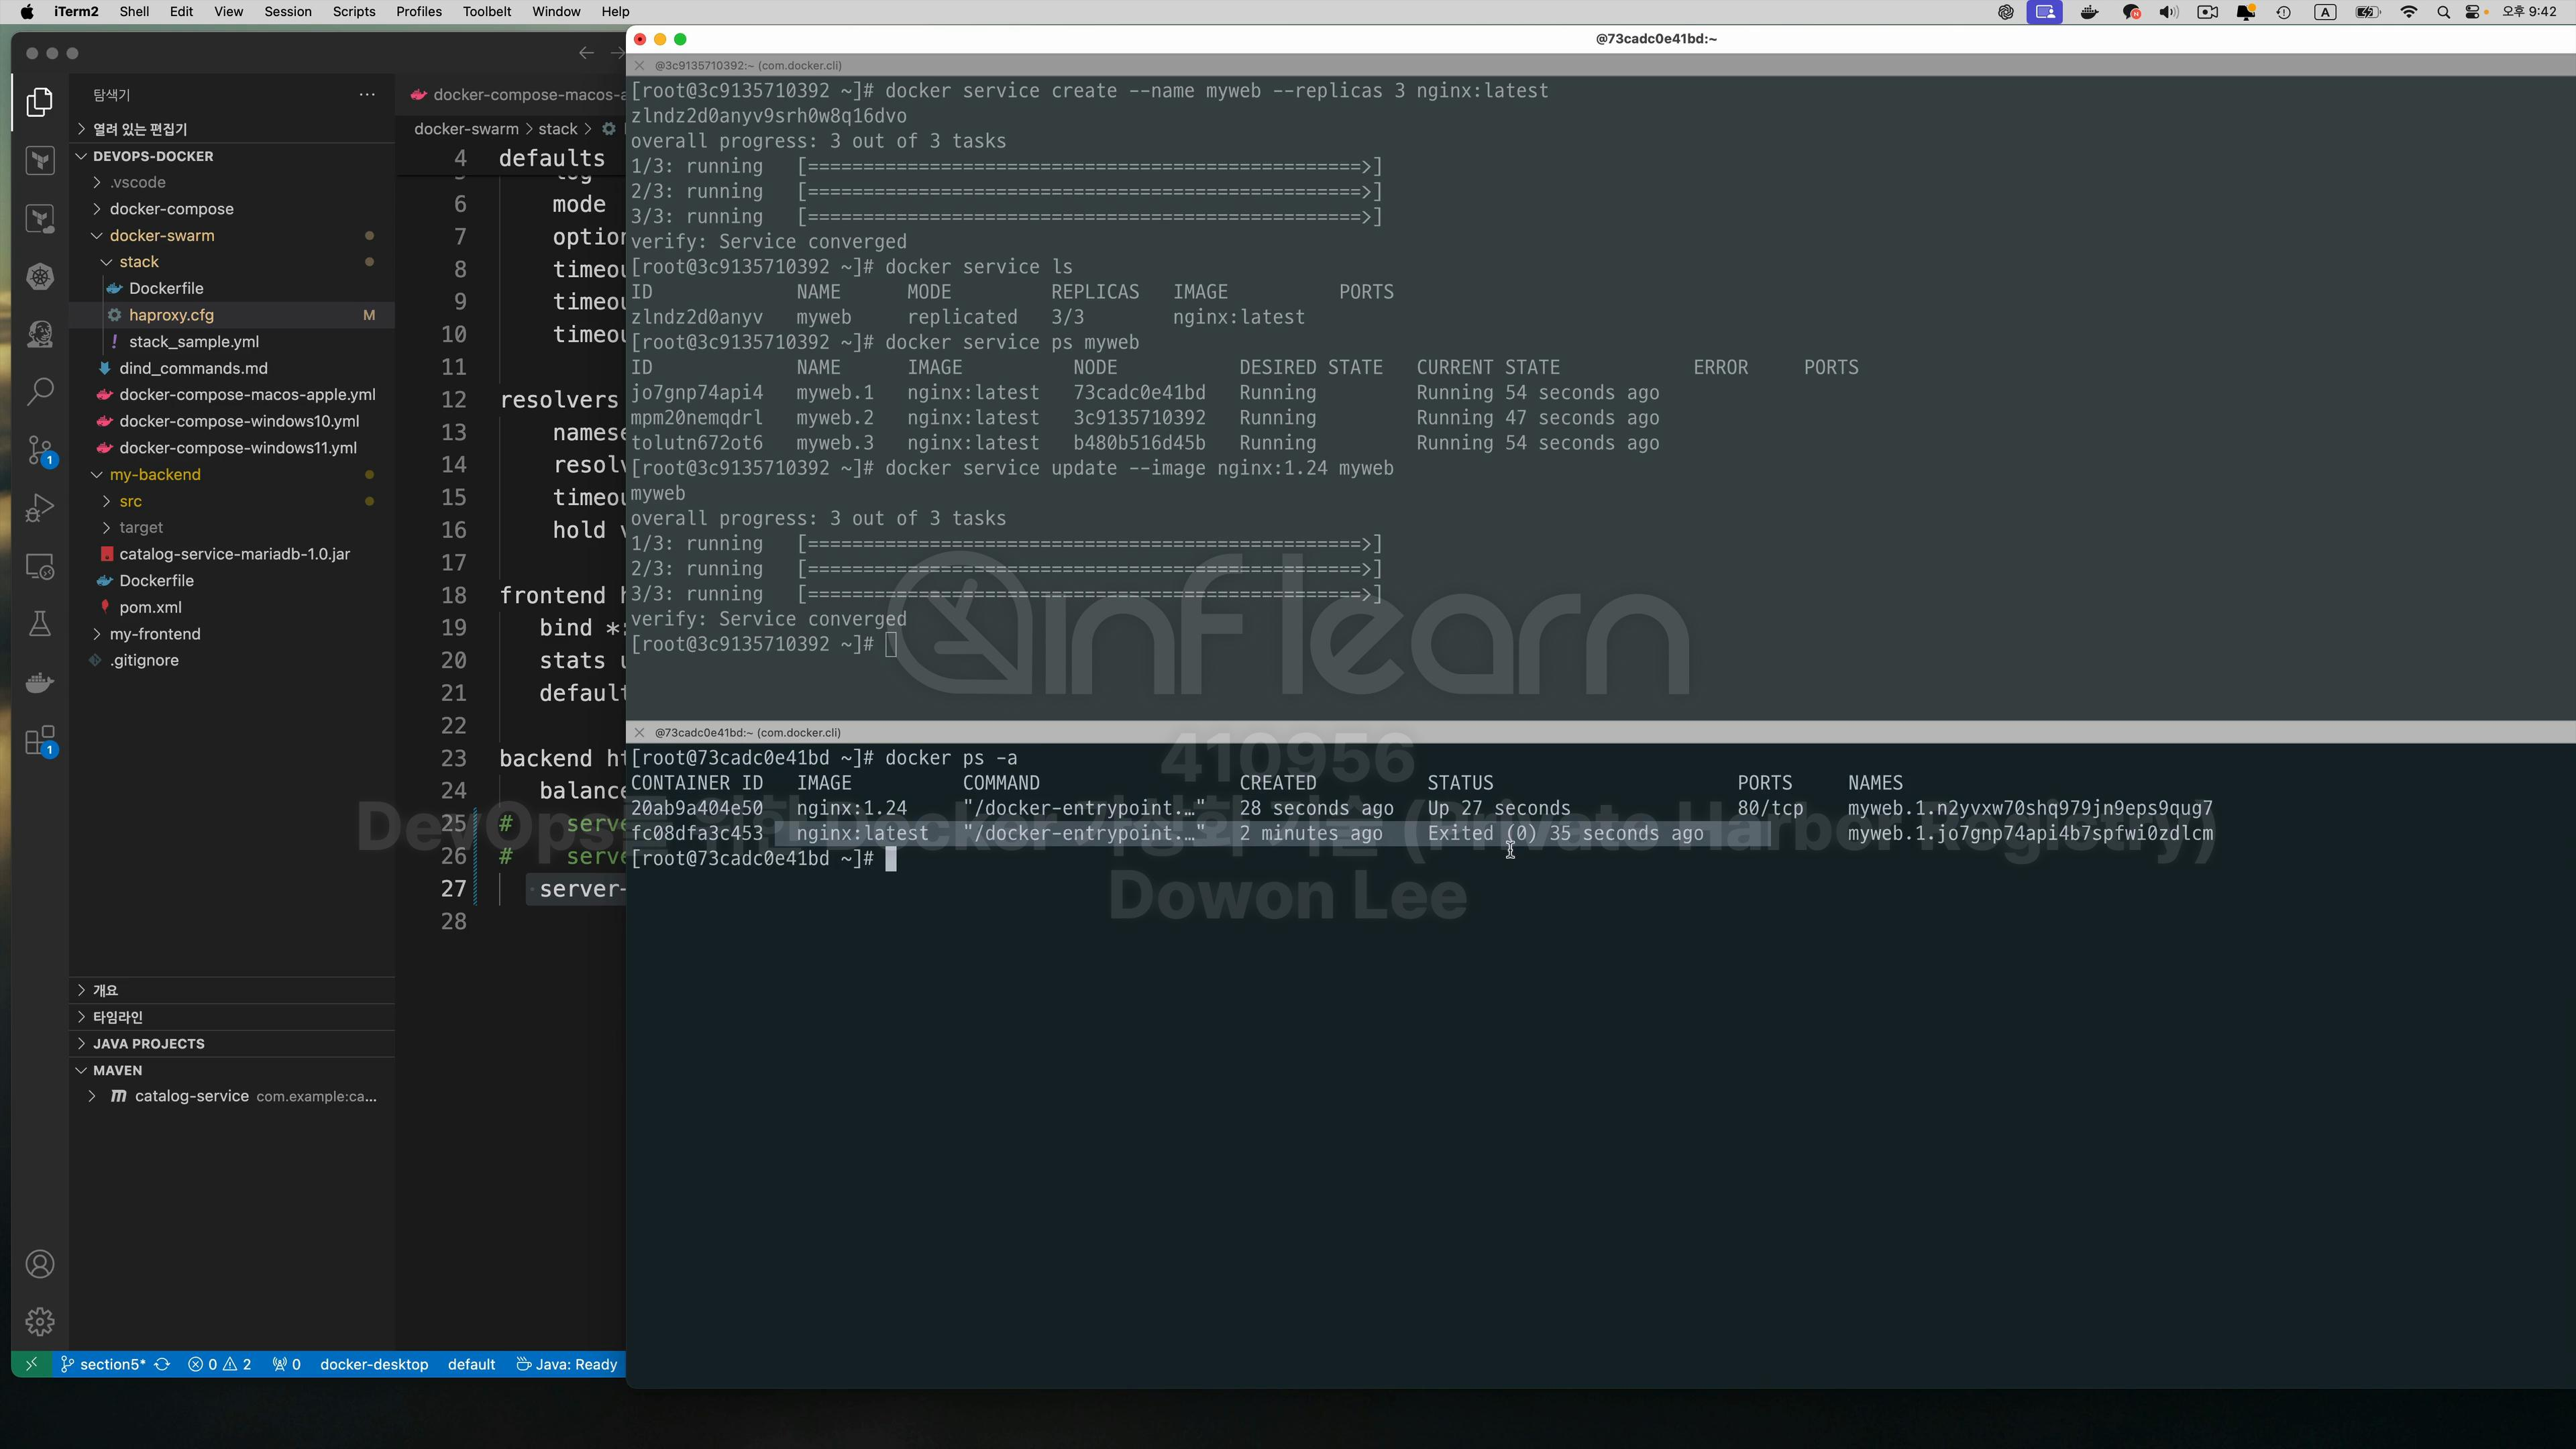 iTerm2 Shell Edit View Session Scripts Profiles Toolbelt Window Help
A
오후 9:42
@73cadc0e41bd:~
탐색기
열려 있는 편집기
DEVOPS-DOCKER
.vscode
docker-compose
docker-swarm
stack
Dockerfile
haproxy.cfg M
stack_sample.yml
dind_commands.md
docker-compose-macos-apple.yml
docker-compose-windows10.yml
docker-compose-windows11.yml
my-backend
src
target
catalog-service-mariadb-1.0.jar
Dockerfile
pom.xml
my-frontend
.gitignore
개요
타임라인
JAVA PROJECTS
MAVEN
catalog-service com.example:ca...
1
1
section5* 0 2 0 docker-desktop default Java: Ready
docker-compose-macos-a
docker-swarm > stack >
4 defaults
6 mode
7 option
8 timeou
9 timeou
10 timeou
11
12 resolvers
13 namese
14 resolv
15 timeou
16 hold v
17
18 frontend h
19 bind *:
20 stats u
21 default
22
23 backend ht
24 balance
25 # serve
26 # serve
27 server-
28
@3c9135710392:~ (com.docker.cli)
[root@3c9135710392 ~]# docker service create --name myweb --replicas 3 nginx:latest
zlndz2d0anyv9srh0w8q16dvo
overall progress: 3 out of 3 tasks
1/3: running [==================================================>]
2/3: running [==================================================>]
3/3: running [==================================================>]
verify: Service converged
[root@3c9135710392 ~]# docker service ls
ID NAME MODE REPLICAS IMAGE PORTS
zlndz2d0anyv myweb replicated 3/3 nginx:latest
[root@3c9135710392 ~]# docker service ps myweb
ID NAME IMAGE NODE DESIRED STATE CURRENT STATE ERROR PORTS
jo7gnp74api4 myweb.1 nginx:latest 73cadc0e41bd Running Running 54 seconds ago
mpm20nemqdrl myweb.2 nginx:latest 3c9135710392 Running Running 47 seconds ago
tolutn672ot6 myweb.3 nginx:latest b480b516d45b Running Running 54 seconds ago
[root@3c9135710392 ~]# docker service update --image nginx:1.24 myweb
myweb
overall progress: 3 out of 3 tasks
1/3: running [==================================================>]
2/3: running [==================================================>]
3/3: running [==================================================>]
verify: Service converged
[root@3c9135710392 ~]#
@73cadc0e41bd:~ (com.docker.cli)
[root@73cadc0e41bd ~]# docker ps -a
CONTAINER ID IMAGE COMMAND CREATED STATUS PORTS NAMES
20ab9a404e50 nginx:1.24 "/docker-entrypoint.…" 28 seconds ago Up 27 seconds 80/tcp myweb.1.n2yvxw70shq979jn9eps9qug7
fc08dfa3c453 nginx:latest "/docker-entrypoint.…" 2 minutes ago Exited (0) 35 seconds ago myweb.1.jo7gnp74api4b7spfwi0zdlcm
[root@73cadc0e41bd ~]#
inflearn
410956
Dowon Lee